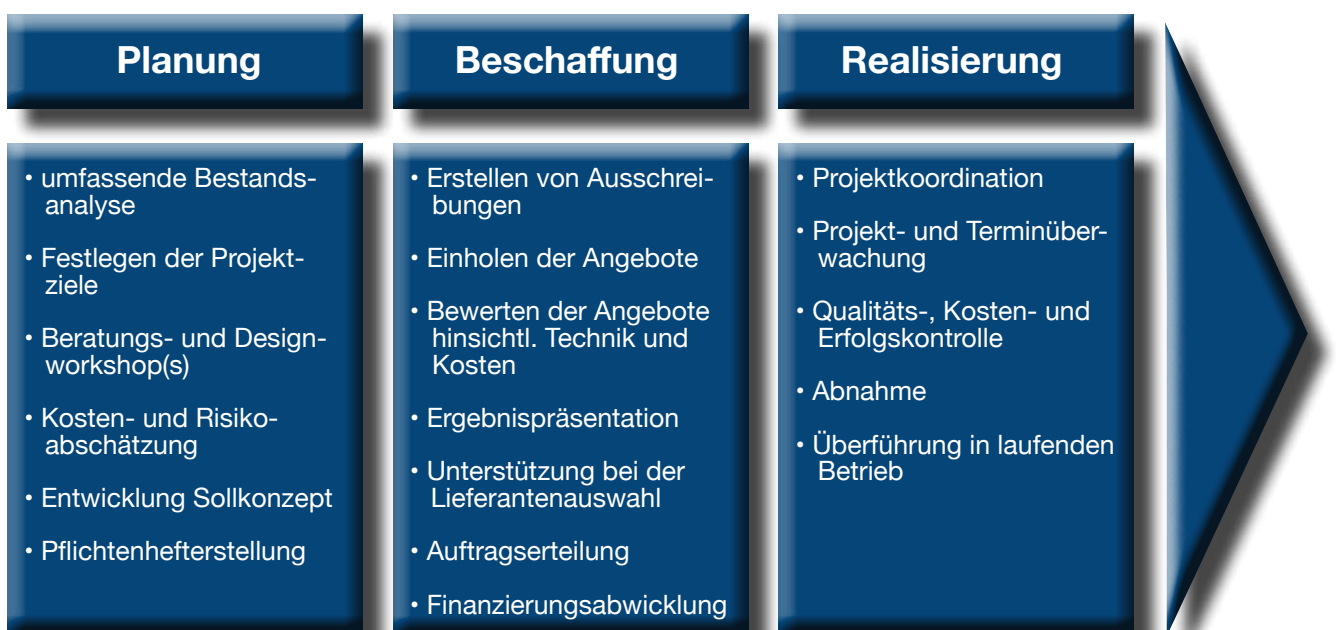 Planung
• umfassende Bestands-
analyse
• Festlegen der Projekt-
ziele
• Beratungs- und Design-
workshop(s)
• Kosten- und Risiko-
abschätzung
• Entwicklung Sollkonzept
• Pflichtenhefterstellung
Beschaffung
• Erstellen von Ausschrei-
bungen
• Einholen der Angebote
• Bewerten der Angebote
hinsichtl. Technik und
Kosten
• Ergebnispräsentation
• Unterstützung bei der
Lieferantenauswahl
• Auftragserteilung
• Finanzierungsabwicklung
Realisierung
• Projektkoordination
• Projekt- und Terminüber-
wachung
• Qualitäts-, Kosten- und
Erfolgskontrolle
• Abnahme
• Überführung in laufenden
Betrieb